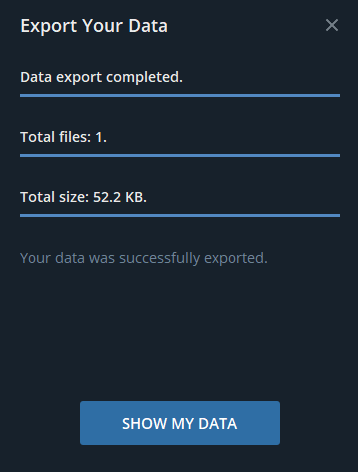 Export Your Data
Data export completed.
Total files: 1.
Total size: 52.2 KB.
Your data was successfully exported.
SHOW MY DATA